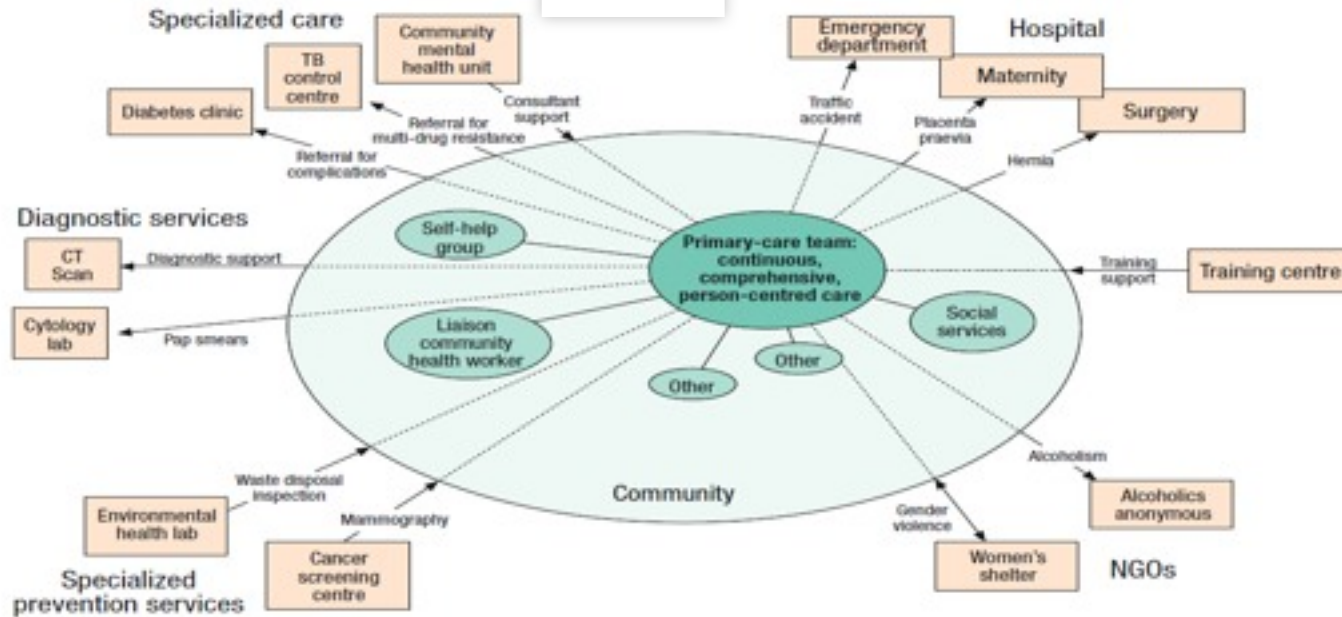 Specialized care
Community
mental
health unit
TB
control
centre
Diabetes clinic
Consultant
support
Referral for
multi-drug resistance
Referral for
complications
Emergency
department
Hospital
Maternity
Surgery
Traffic
accident
Placenta
praevia
Hernia
Diagnostic services
CT
Scan
Diagnostic support
Cytology
lab
Pap smears
Self-help
group
Primary-care team:
continuous,
comprehensive,
person-centred care
Liaison
community
health worker
Other
Other
Social
services
Training
support
Training centre
Community
Waste disposal
inspection
Environmental
health lab
Mammography
Cancer
screening
centre
Specialized
prevention services
Alcoholism
Alcoholics
anonymous
Gender
violence
Women's
shelter
NGOs